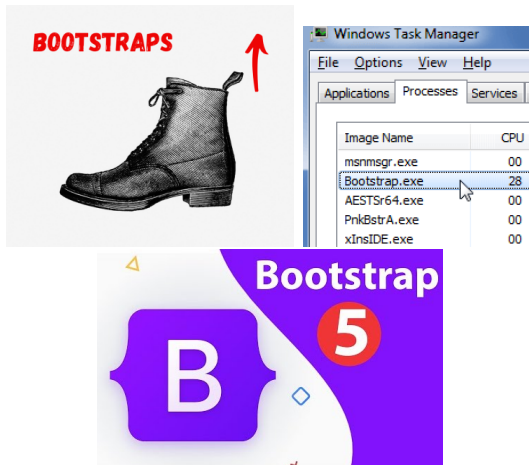 BOOTSTRAPS
Windows Task Manager
File Options View Help
Applications Processes Services
Image Name CPU
msnmsgr.exe 00
Bootstrap.exe 28
AESTSr64.exe 00
PnkBstrA.exe 00
xInsIDE.exe 00
Bootstrap
5
B